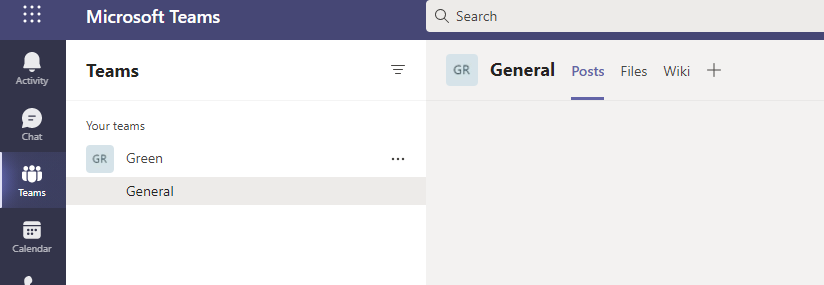 Microsoft Teams
Search
Activity
Chat
Teams
Calendar
Teams
Your teams
GR Green
General
GR General Posts Files Wiki